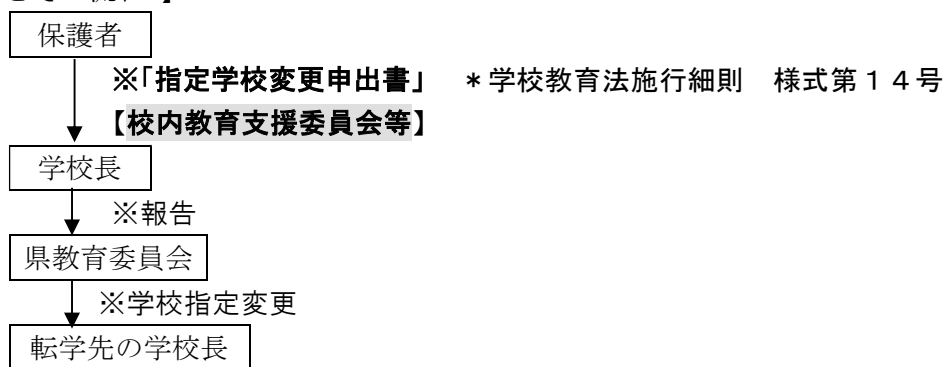 保護者
※「指定学校変更申出書」　＊学校教育法施行細則　様式第１４号
【校内教育支援委員会等】
学校長
※報告
県教育委員会
※学校指定変更
転学先の学校長